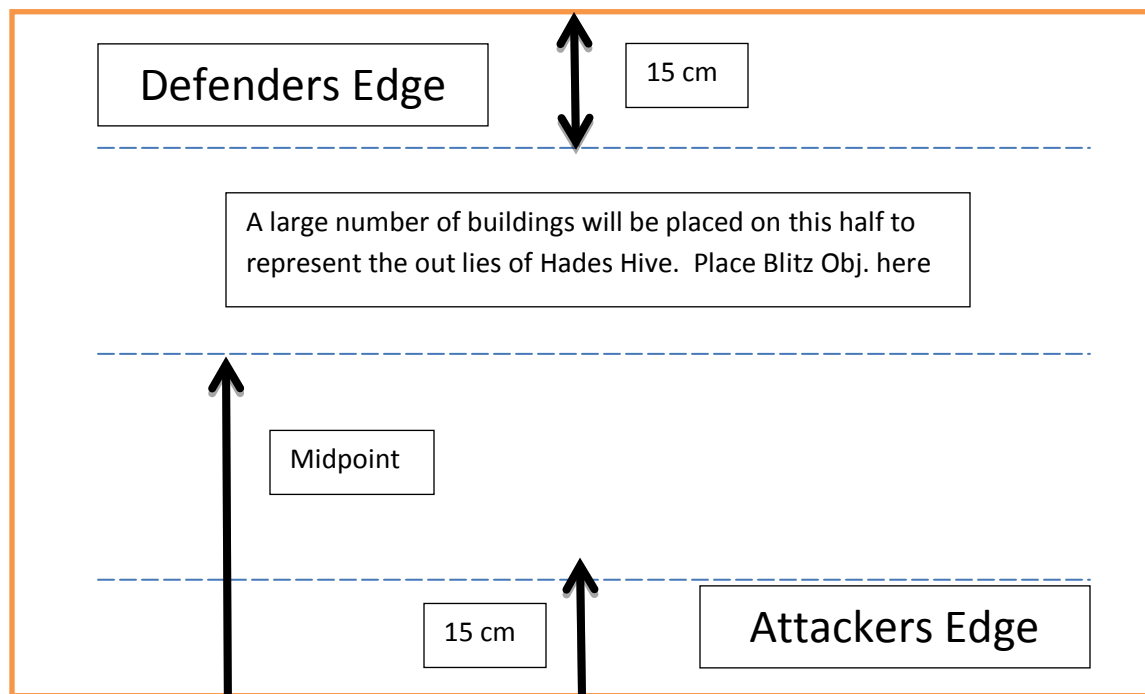 Defenders Edge
15 cm
A large number of buildings will be placed on this half to
represent the out lies of Hades Hive.  Place Blitz Obj. here
Midpoint
15 cm
Attackers Edge